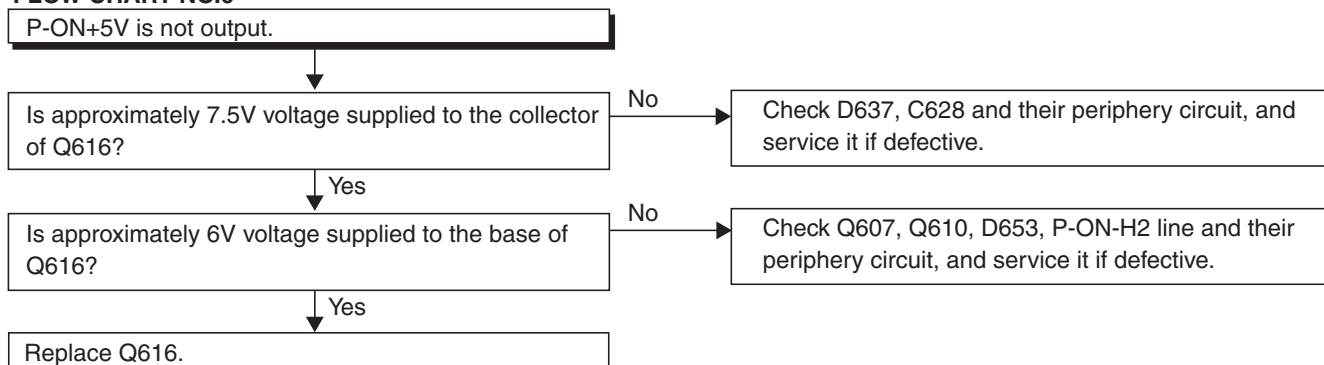 P-ON+5V is not output.
Is approximately 7.5V voltage supplied to the collector
of Q616?
No
Check D637, C628 and their periphery circuit, and
service it if defective.
Yes
Is approximately 6V voltage supplied to the base of
Q616?
No
Check Q607, Q610, D653, P-ON-H2 line and their
periphery circuit, and service it if defective.
Yes
Replace Q616.